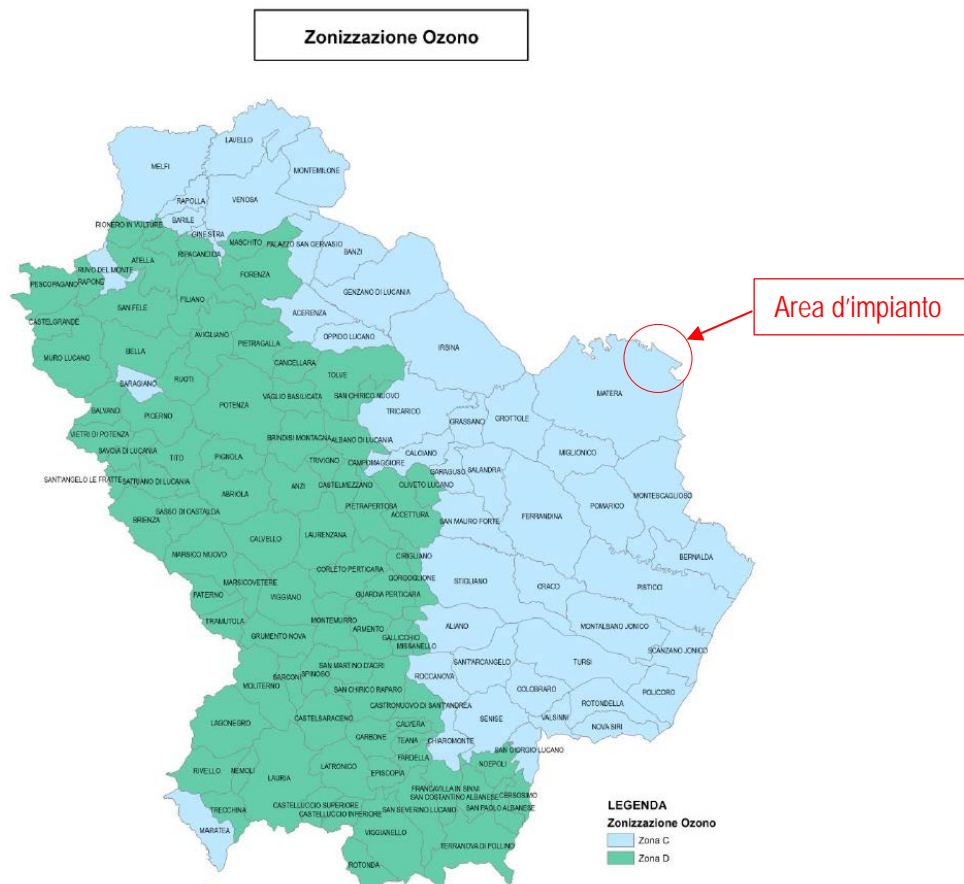 Zonizzazione Ozono
LAVELLO
MELFI
MONTEMILONE
RAPOLLA
VENOSA
BARILE
RIONERO IN VULTURE
GINESTRA
MASCHITO
PALAZZO SAN GERVASIO
BANZI
ATELLA
RIPACANDIDA
RUVO DEL MONTE
FORENZA
PESCOPAGANO
RAPONE
GENZANO DI LUCANIA
SAN FELE
FILIANO
ACERENZA
CASTELGRANDE
Area d'impianto
AVIGLIANO
OPPIDO LUCANO
PIETRAGALLA
IRSINA
BELLA
MURO LUCANO
CANCELLARA
TOLVE
RUOTI
BARAGIANO
MATERA
VAGLIO BASILICATA
SAN CHIRICO NUOVO
POTENZA
BALVANO
PICERNO
TRICARICO
GRASSANO
GROTTOLE
VIETRI DI POTENZA
BRINDISI MONTAGNA
ALBANO DI LUCANIA
SAVOIA DI LUCANIA
TITO
PIGNOLA
TRIVIGNO
CALCIANO
MIGLIONICO
CAMPOMAGGIORE
GARAGUSO
SALANDRA
SANT'ANGELO LE FRATTE
SATRIANO DI LUCANIA
ANZI
CASTELMEZZANO
OLIVETO LUCANO
ABRIOLA
MONTESCAGLIOSO
PIETRAPERTOSA
POMARICO
SASSO DI CASTALDA
ACCETTURA
FERRANDINA
BRIENZA
SAN MAURO FORTE
CALVELLO
LAURENZANA
MARSICO NUOVO
CIRIGLIANO
BERNALDA
CORLETO PERTICARA
GORGOGLIONE
STIGLIANO
MARSICOVETERE
CRACO
PISTICCI
PATERNO
VIGGIANO
GUARDIA PERTICARA
TRAMUTOLA
MONTEMURRO
ARMENTO
ALIANO
MONTALBANO JONICO
GRUMENTO NOVA
GALLICCHIO
MISSANELLO
SCANZANO JONICO
SAN MARTINO D'AGRI
SANT'ARCANGELO
TURSI
SARCONI
SPINOSO
ROCCANOVA
MOLITERNO
SAN CHIRICO RAPARO
COLOBRARO
POLICORO
CASTRONUOVO DI SANT'ANDREA
ROTONDELLA
LAGONEGRO
CASTELSARACENO
CALVERA
SENISE
VALSINNI
NOVA SIRI
CARBONE
TEANA
CHIAROMONTE
SAN GIORGIO LUCANO
FARDELLA
NOEPOLI
RIVELLO
NEMOLI
LATRONICO
EPISCOPIA
LAURIA
FRANCAVILLA IN SINNI
SAN COSTANTINO ALBANESE
CERSOSIMO
TRECCHINA
CASTELLUCCIO SUPERIORE
CASTELLUCCIO INFERIORE
SAN SEVERINO LUCANO
SAN PAOLO ALBANESE
MARATEA
VIGGIANELLO
TERRANOVA DI POLLINO
ROTONDA
LEGENDA
Zonizzazione Ozono
Zona C
Zona D